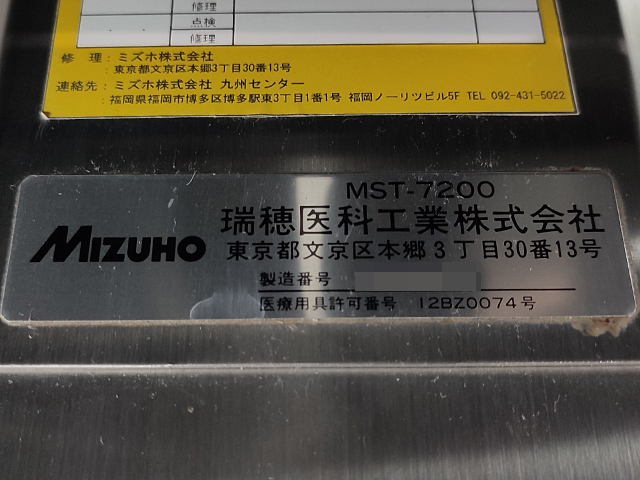 修理
点検
修理
修 理：ミズホ株式会社
：東京都文京区本郷3丁目30番13号
連絡先：ミズホ株式会社 九州センター
：福岡県福岡市博多区博多駅東3丁目1番1号 福岡ノーリツビル5F TEL 092-431-5022
MST-7200
MIZUHO
瑞穂医科工業株式会社
東京都文京区本郷3丁目30番13号
製造番号
医療用具許可番号 12BZ0074号